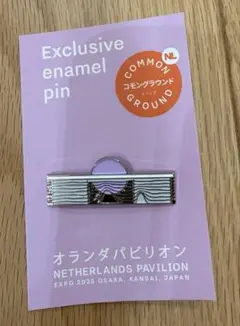 Exclusive
enamel
pin
NL
COMMON
コモングラウンド
GROUND
オランダパビリオン
NETHERLANDS PAVILION
EXPO 2025 OSAKA, KANSAI, JAPAN